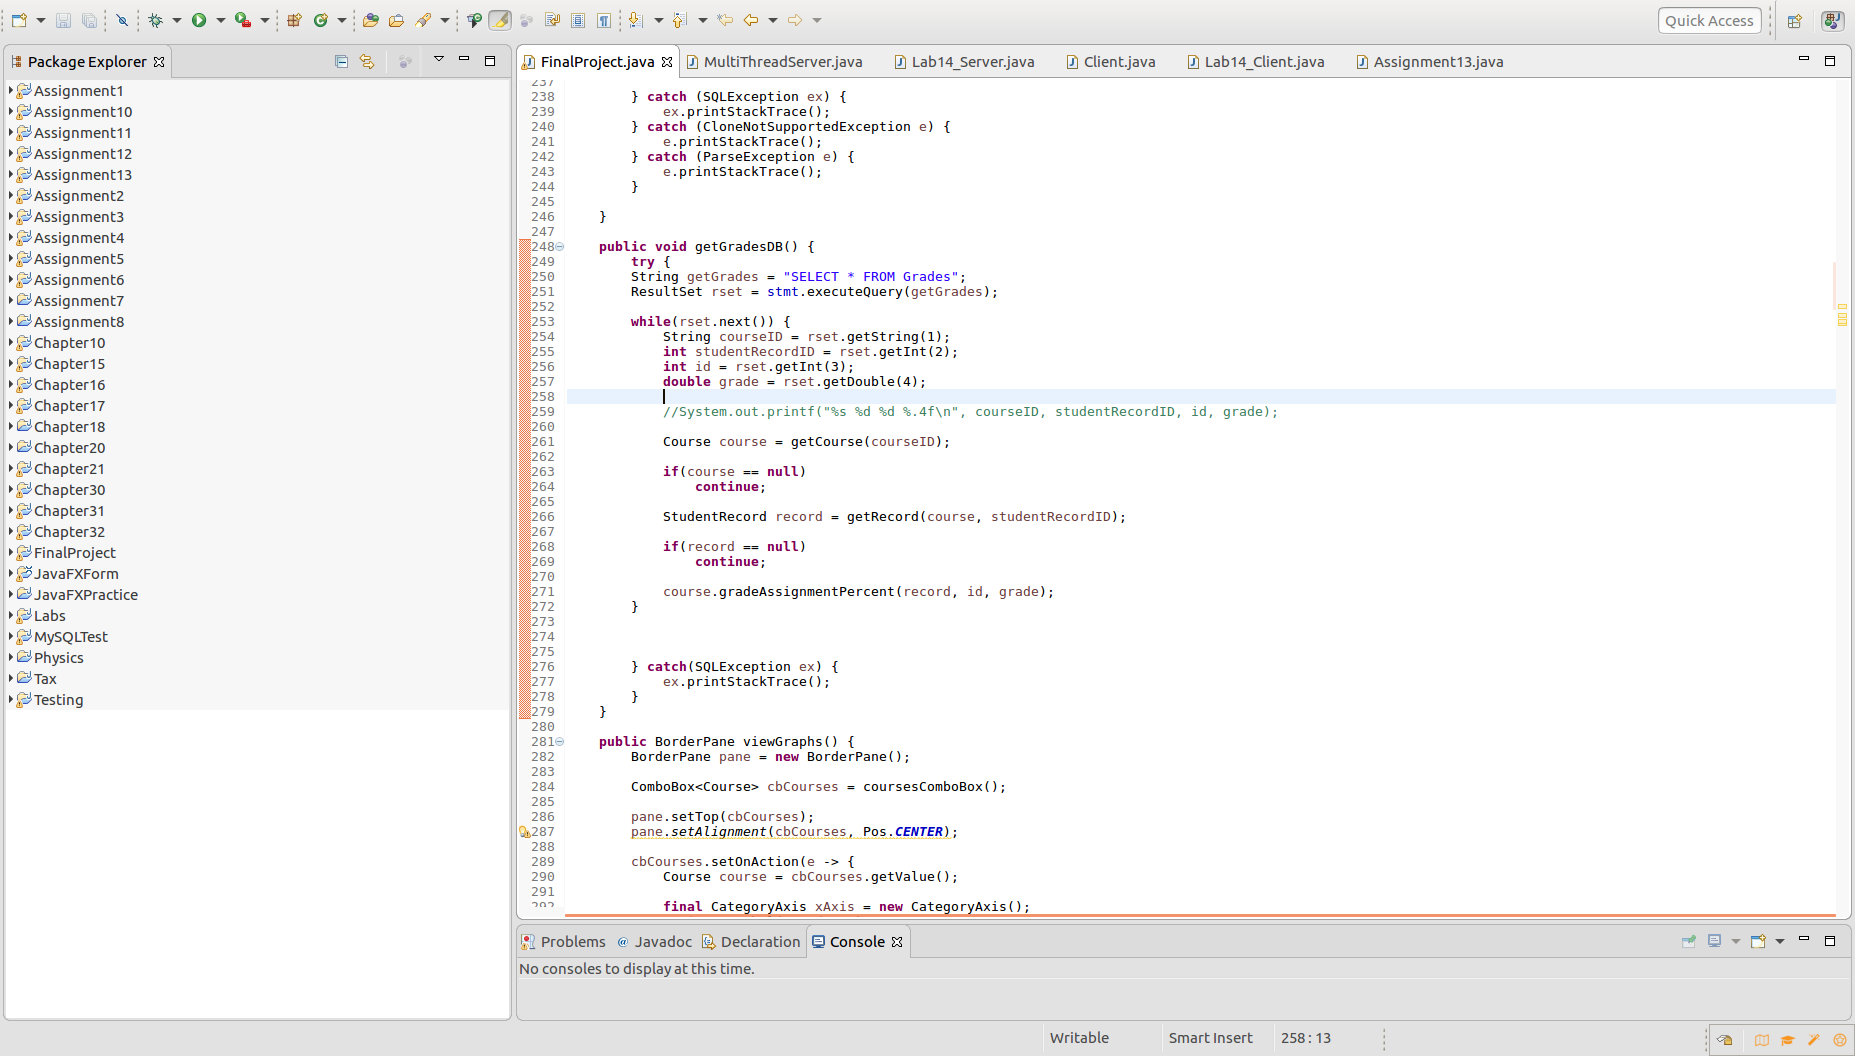 Quick Access
Package Explorer
Assignment1
Assignment10
Assignment11
Assignment12
Assignment13
Assignment2
Assignment3
Assignment4
Assignment5
Assignment6
Assignment7
Assignment8
Chapter10
Chapter15
Chapter16
Chapter17
Chapter18
Chapter20
Chapter21
Chapter30
Chapter31
Chapter32
FinalProject
JavaFXForm
JavaFXPractice
Labs
MySQLTest
Physics
Tax
Testing
FinalProject.java MultiThreadServer.java Lab14_Server.java Client.java Lab14_Client.java Assignment13.java
237
238 } catch (SQLException ex) {
239 ex.printStackTrace();
240 } catch (CloneNotSupportedException e) {
241 e.printStackTrace();
242 } catch (ParseException e) {
243 e.printStackTrace();
244 }
245
246 }
247
248 public void getGradesDB() {
249 try {
250 String getGrades = "SELECT * FROM Grades";
251 ResultSet rset = stmt.executeQuery(getGrades);
252
253 while(rset.next()) {
254 String courseID = rset.getString(1);
255 int studentRecordID = rset.getInt(2);
256 int id = rset.getInt(3);
257 double grade = rset.getDouble(4);
258
259 //System.out.printf("%s %d %d %.4f\n", courseID, studentRecordID, id, grade);
260
261 Course course = getCourse(courseID);
262
263 if(course == null)
264 continue;
265
266 StudentRecord record = getRecord(course, studentRecordID);
267
268 if(record == null)
269 continue;
270
271 course.gradeAssignmentPercent(record, id, grade);
272 }
273
274
275
276 } catch(SQLException ex) {
277 ex.printStackTrace();
278 }
279 }
280
281 public BorderPane viewGraphs() {
282 BorderPane pane = new BorderPane();
283
284 ComboBox<Course> cbCourses = coursesComboBox();
285
286 pane.setTop(cbCourses);
287 pane.setAlignment(cbCourses, Pos.CENTER);
288
289 cbCourses.setOnAction(e -> {
290 Course course = cbCourses.getValue();
291
292 final CategoryAxis xAxis = new CategoryAxis();
Problems @ Javadoc Declaration Console
No consoles to display at this time.
Writable Smart Insert 258 : 13